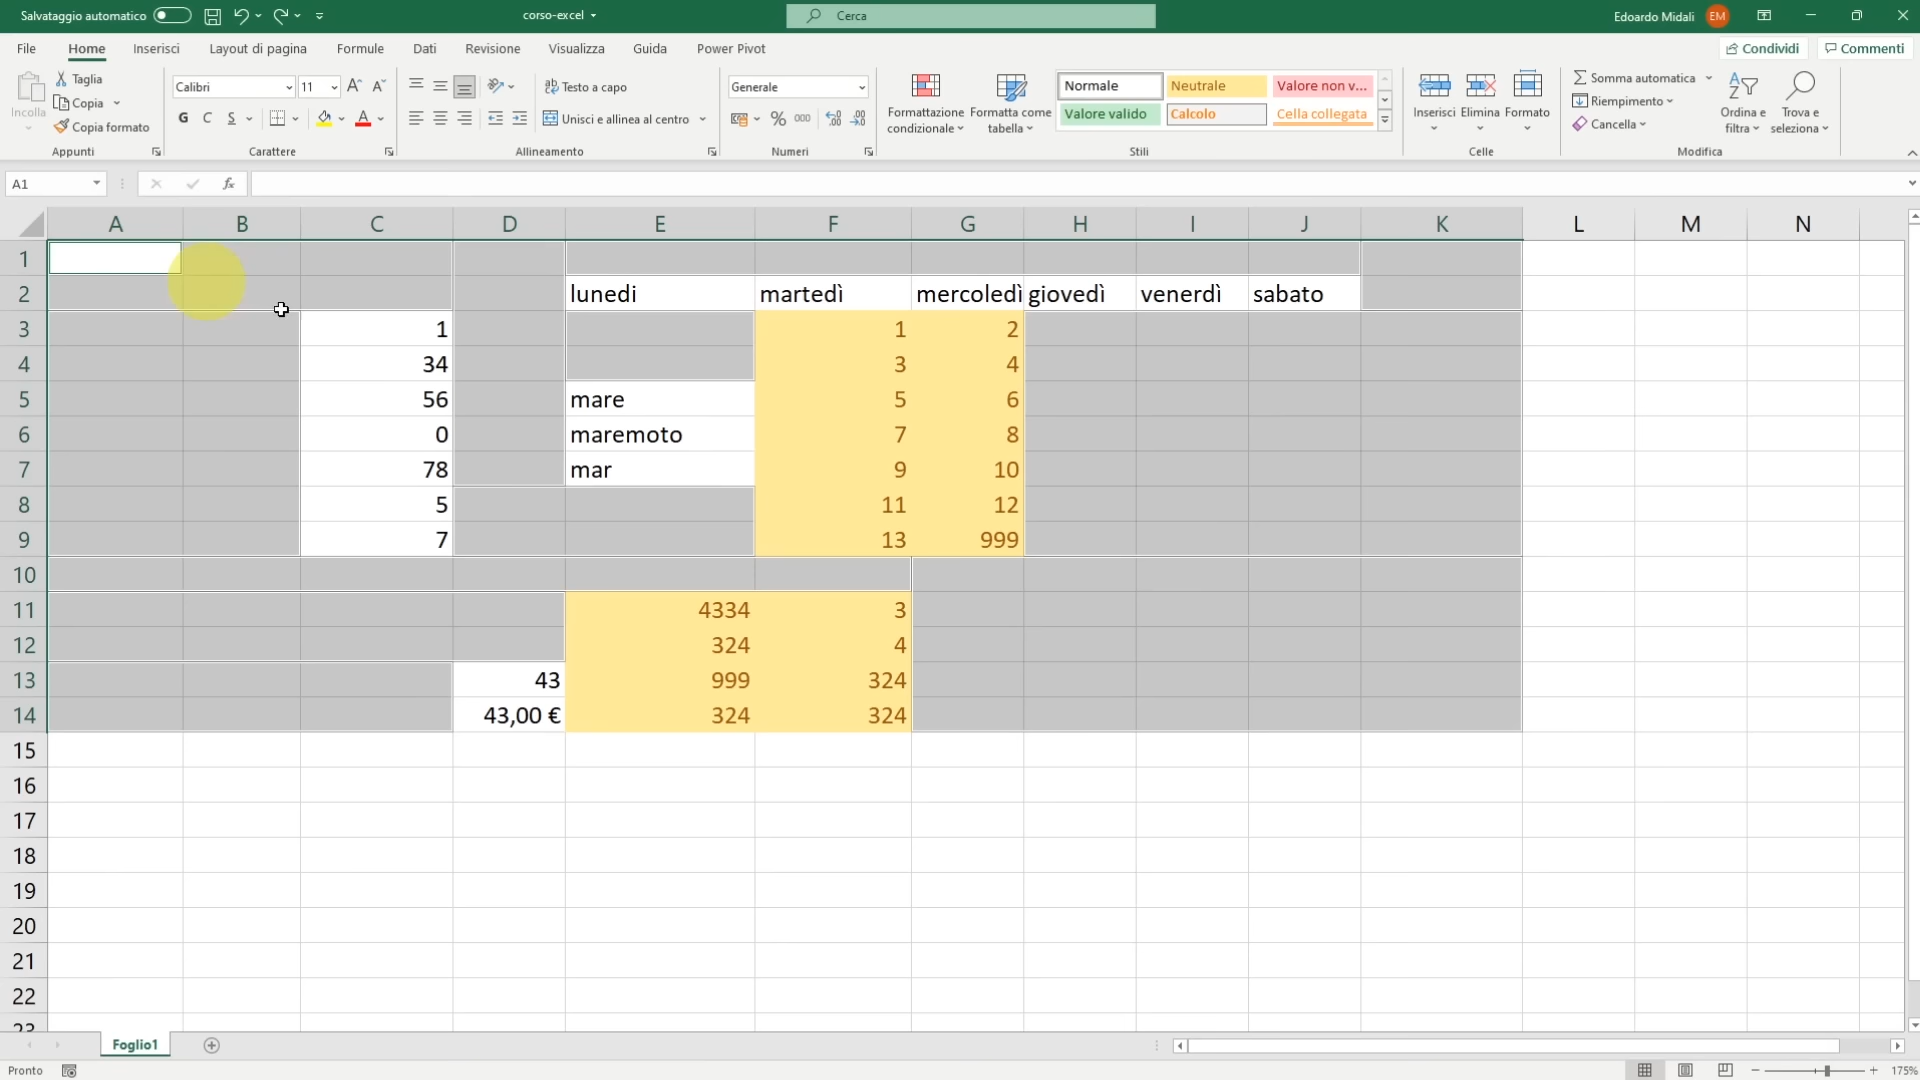 Salvataggio automatico
corso-excel
Cerca
Edoardo Midali EM
File Home Inserisci Layout di pagina Formule Dati Revisione Visualizza Guida Power Pivot
Condividi Commenti
Incolla
Taglia
Copia
Copia formato
Appunti
Calibri 11
G C S
Carattere
Testo a capo
Unisci e allinea al centro
Allineamento
Generale
% 000
Numeri
Formattazione condizionale
Formatta come tabella
Normale Neutrale Valore non v...
Valore valido Calcolo Cella collegata
Stili
Inserisci Elimina Formato
Celle
Somma automatica
Riempimento
Cancella
Ordina e filtra
Trova e seleziona
Modifica
A1 fx
A B C D E F G H I J K L M N
1
2 lunedi martedì mercoledì giovedì venerdì sabato
3 1 1 2
4 34 3 4
5 56 mare 5 6
6 0 maremoto 7 8
7 78 mar 9 10
8 5 11 12
9 7 13 999
10
11 4334 3
12 324 4
13 43 999 324
14 43,00 € 324 324
15
16
17
18
19
20
21
22
23
Foglio1
Pronto
175%